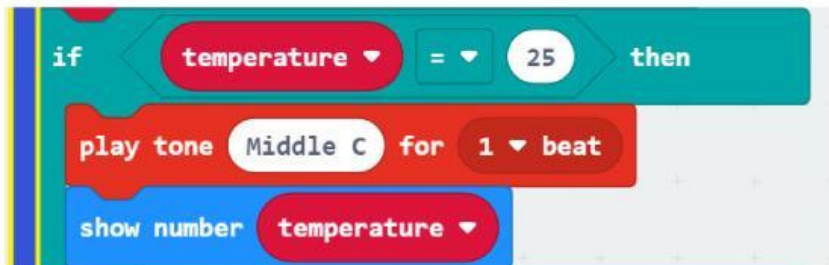 if temperature = 25 then
play tone Middle C for 1 beat
show number temperature